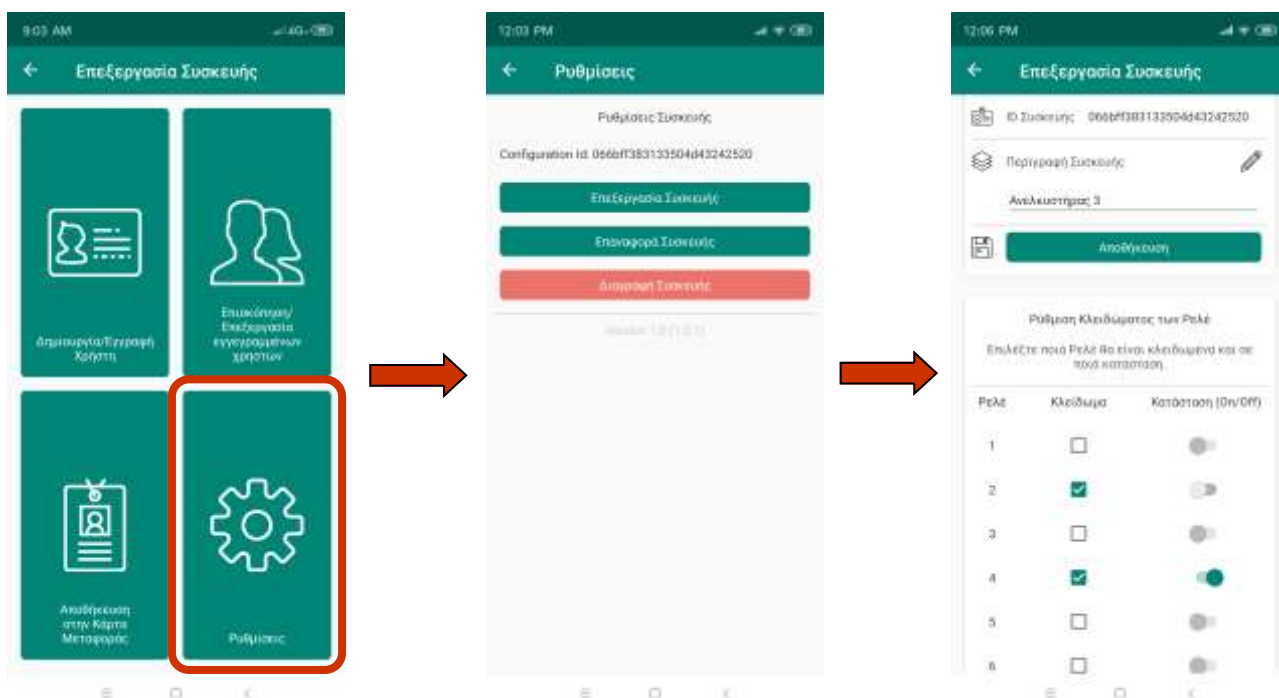 9:03 AM
4G
Επεξεργασία Συσκευής
Δημιουργία/Εγγραφή
Χρήστη
Επισκόπηση/
Επεξεργασία
εγγεγραμμένων
χρηστών
Αποθήκευση
στην Κάρτα
Μεταφοράς
Ρυθμίσεις
12:03 PM
Ρυθμίσεις
Ρυθμίσεις Συσκευής
Configuration Id: 066bff383133504d43242520
Επεξεργασία Συσκευής
Επαναφορά Συσκευής
Διαγραφή Συσκευής
12:06 PM
Επεξεργασία Συσκευής
ID Συσκευής 066bff383133504d43242520
Περιγραφή Συσκευής
Ανελκυστήρας 3
Αποθήκευση
Ρύθμιση Κλειδώματος των Ρελέ
Επιλέξτε ποιά Ρελέ θα είναι κλειδωμένα και σε
ποιά κατάσταση.
Ρελέ Κλείδωμα Κατάσταση (On/Off)
1
2
3
4
5
6